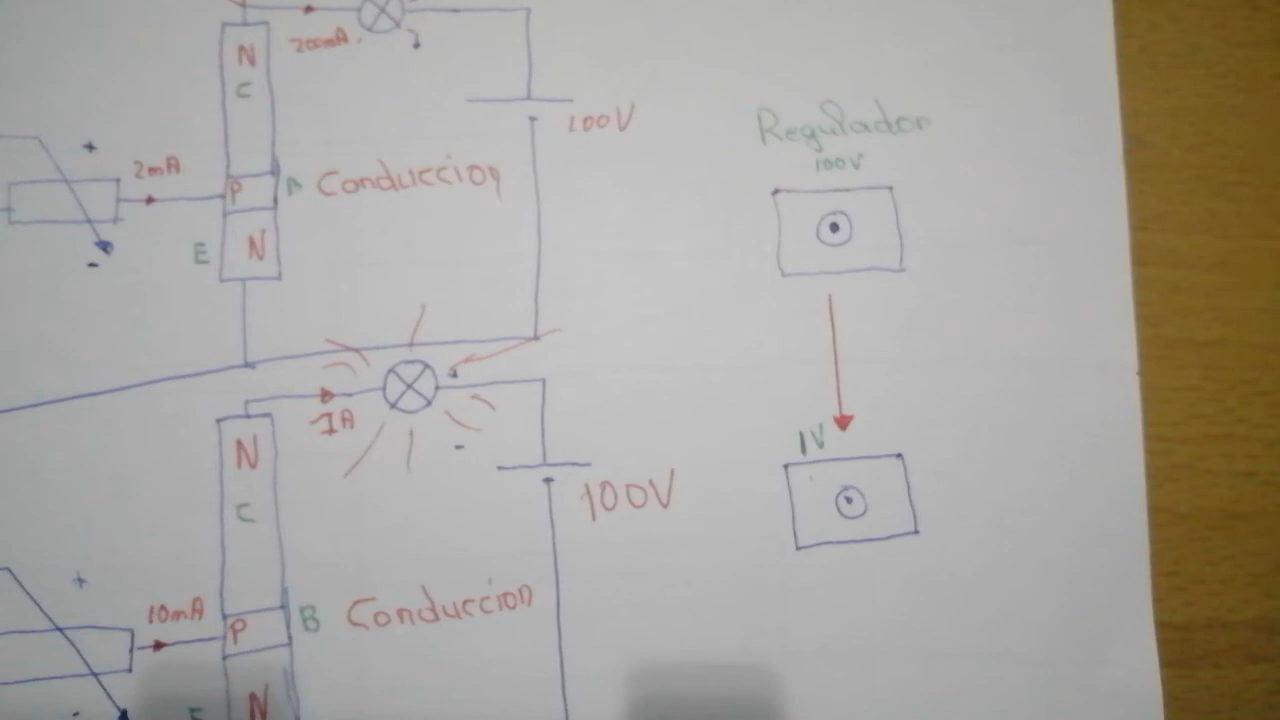 N
200mA.
C
100V
+
2mA
P
Conduccion
E
N
-
1A
N
-
100V
C
+
10mA
P
B
Conduccion
N
Regulador
100V
1V